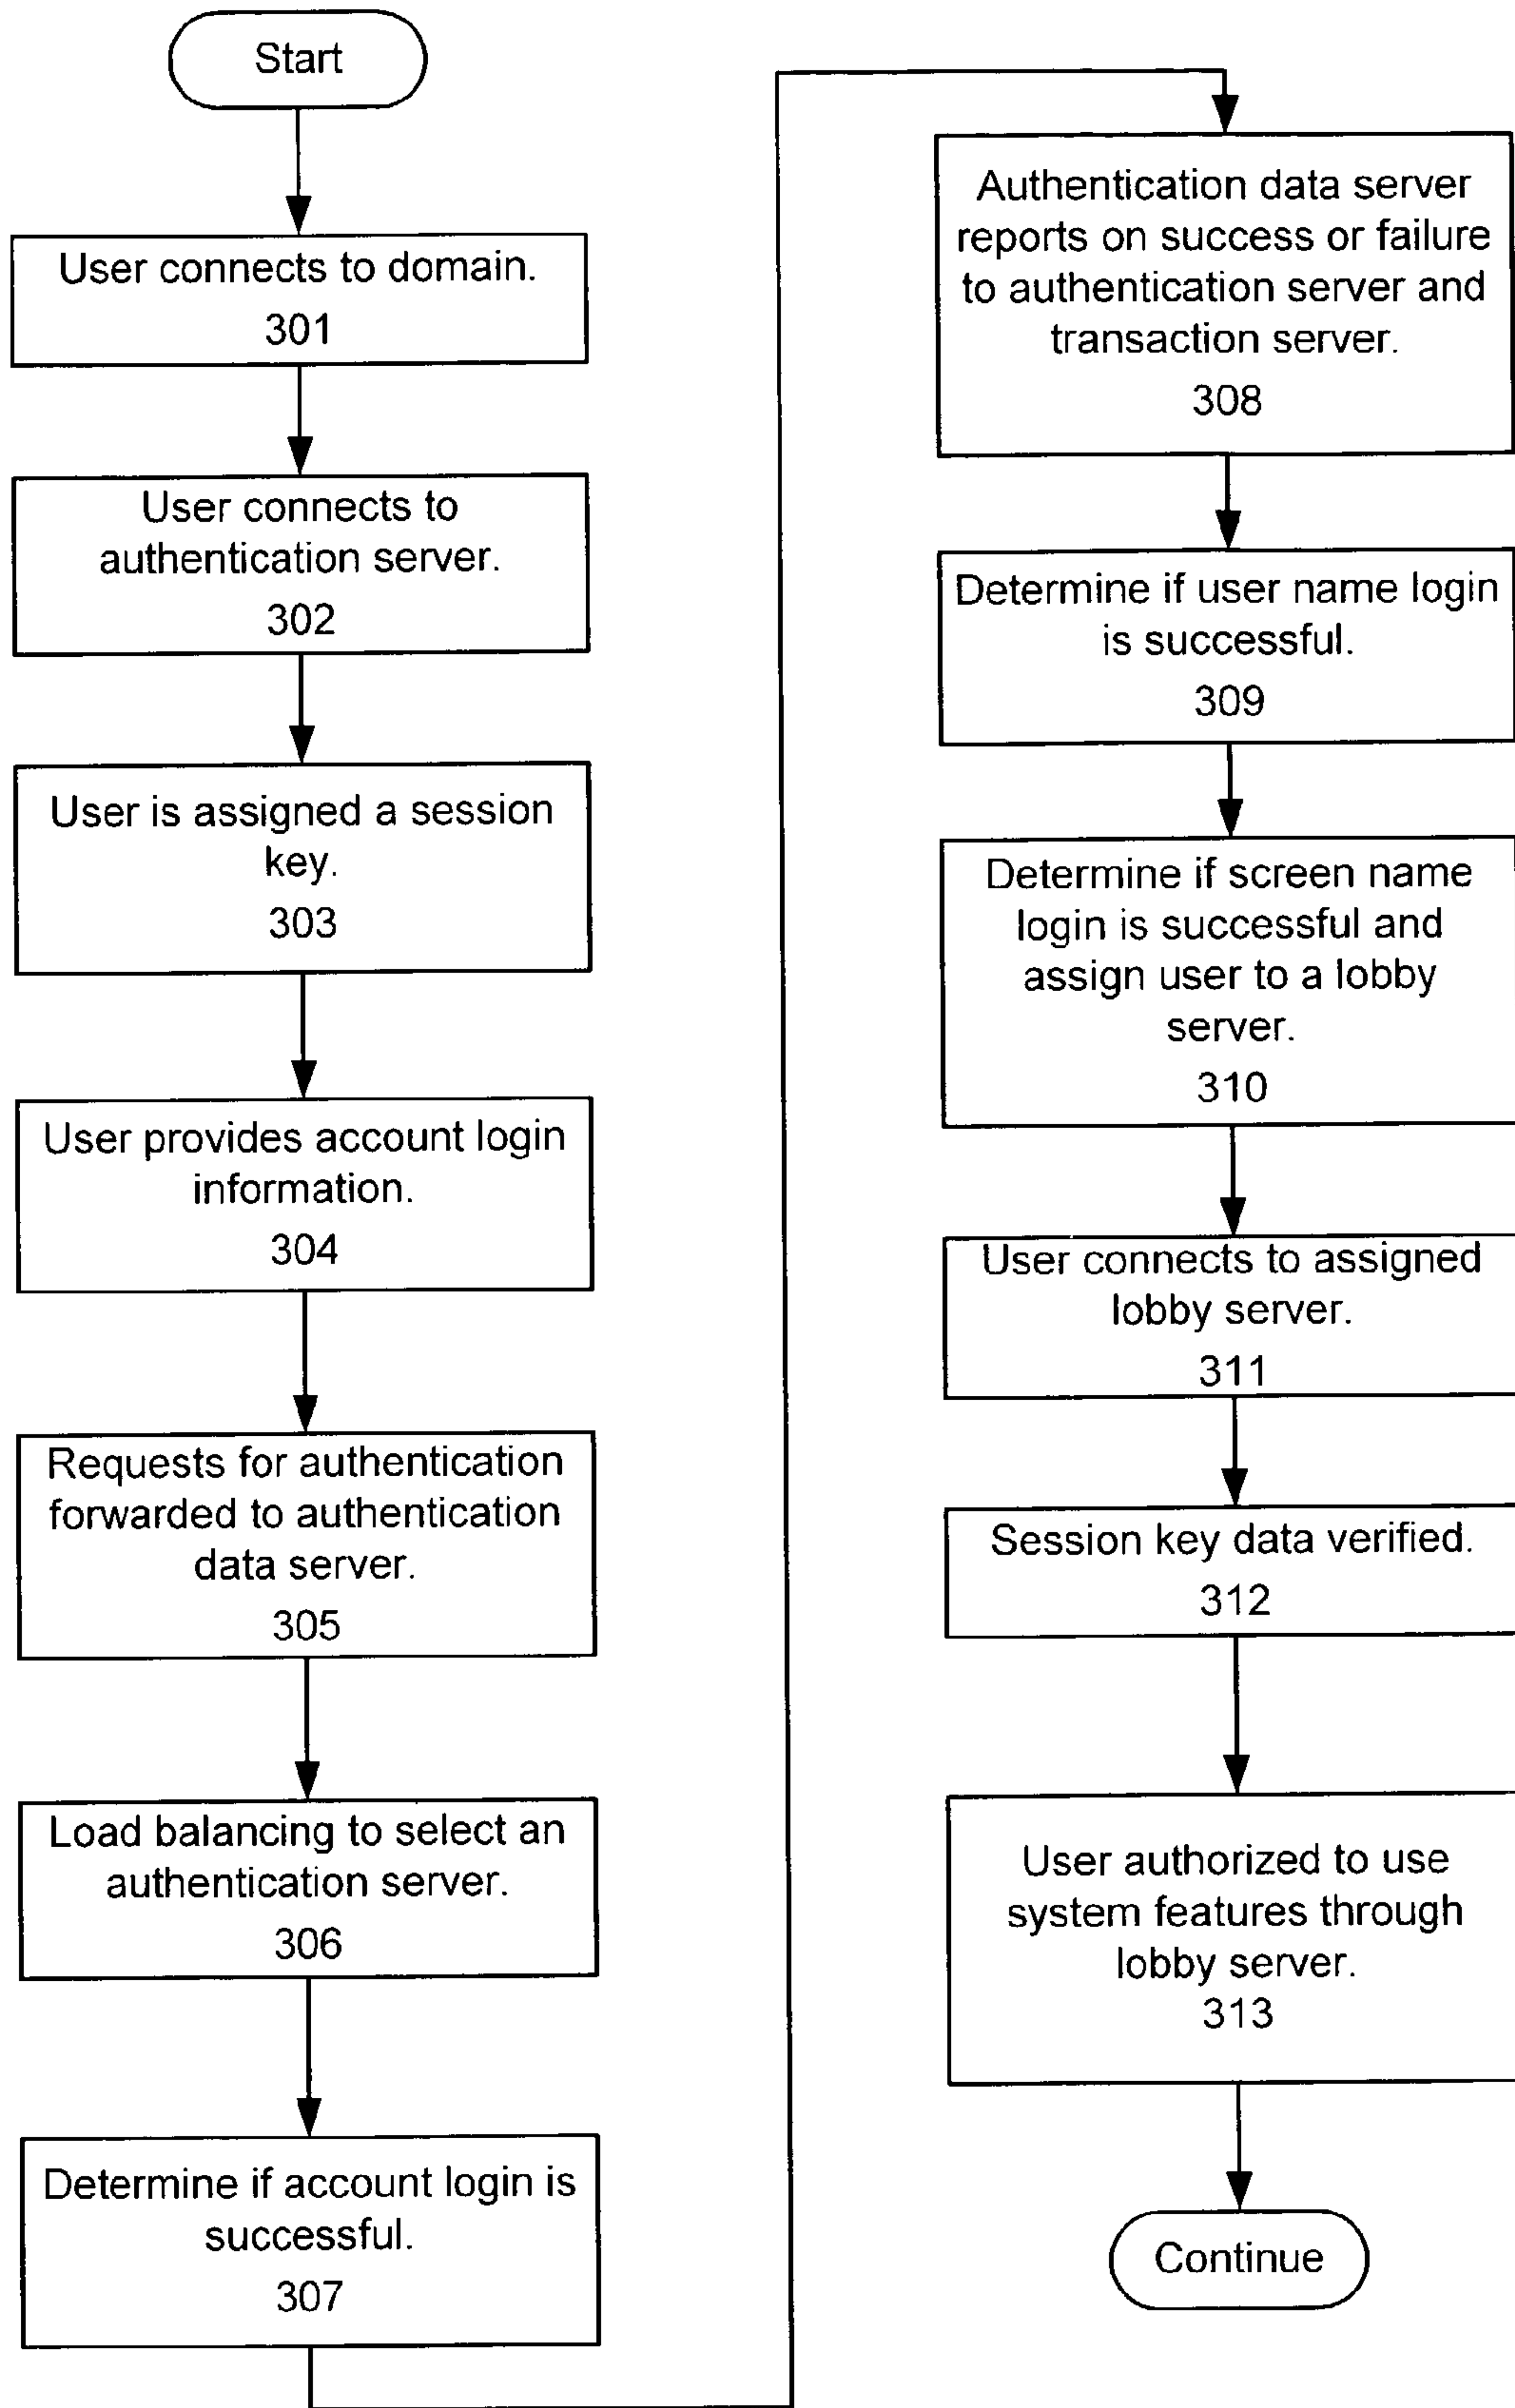 Start
User connects to domain.
301
User connects to
authentication server.
302
User is assigned a session
key.
303
User provides account login
information.
304
Requests for authentication
forwarded to authentication
data server.
305
Load balancing to select an
authentication server.
306
Determine if account login is
successful.
307
Authentication data server
reports on success or failure
to authentication server and
transaction server.
308
Determine if user name login
is successful.
309
Determine if screen name
login is successful and
assign user to a lobby
server.
310
User connects to assigned
lobby server.
311
Session key data verified.
312
User authorized to use
system features through
lobby server.
313
Continue